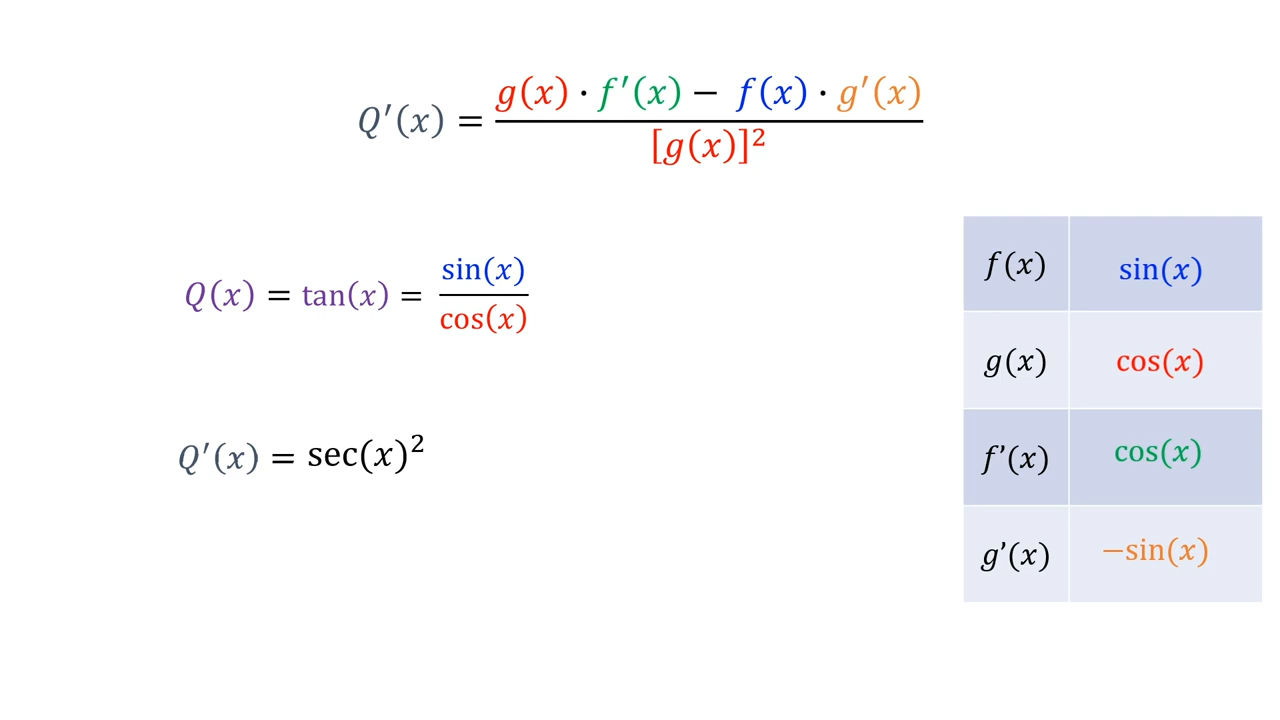 Q′(x) = g(x) · f′(x) − f(x) · g′(x) / [g(x)]²
Q(x) = tan(x) = sin(x) / cos(x)
Q′(x) = sec(x)²
f(x) sin(x)
g(x) cos(x)
f’(x) cos(x)
g’(x) −sin(x)